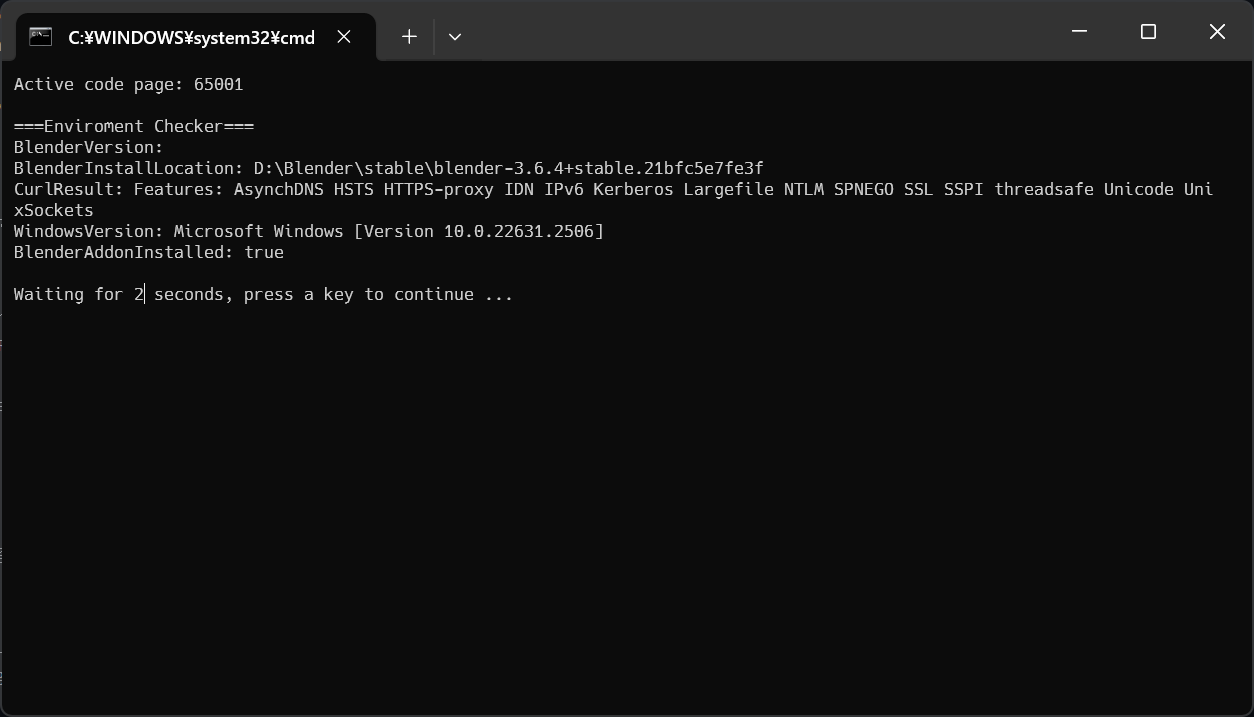 C:¥WINDOWS¥system32¥cmd
Active code page: 65001
===Enviroment Checker===
BlenderVersion:
BlenderInstallLocation: D:\Blender\stable\blender-3.6.4+stable.21bfc5e7fe3f
CurlResult: Features: AsynchDNS HSTS HTTPS-proxy IDN IPv6 Kerberos Largefile NTLM SPNEGO SSL SSPI threadsafe Unicode Uni
xSockets
WindowsVersion: Microsoft Windows [Version 10.0.22631.2506]
BlenderAddonInstalled: true
Waiting for 2 seconds, press a key to continue ...